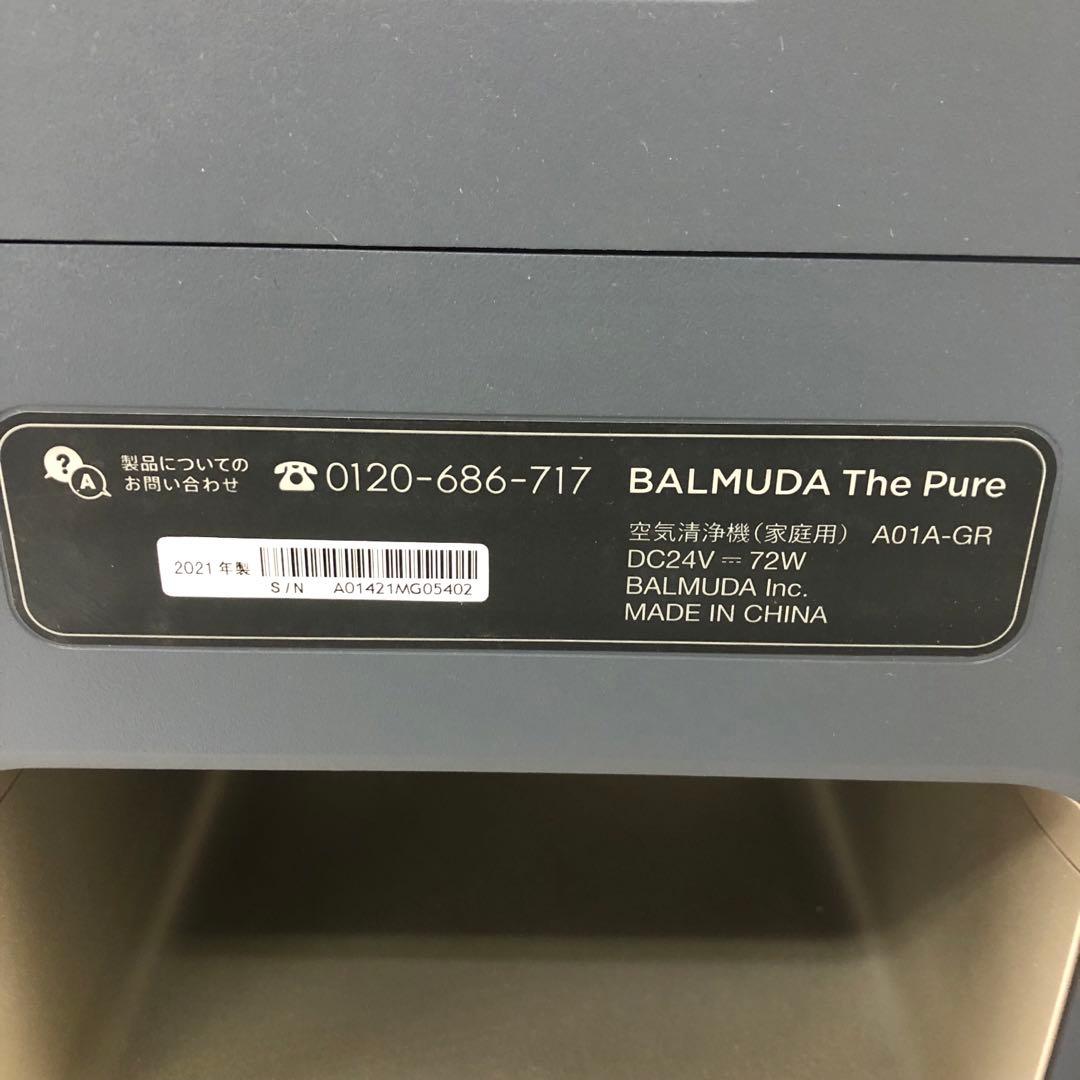 ? A
製品についての
お問い合わせ
0120-686-717
2021 年製
S/N A01421MG05402
BALMUDA The Pure
空気清浄機（家庭用） A01A-GR
DC24V ⎓ 72W
BALMUDA Inc.
MADE IN CHINA